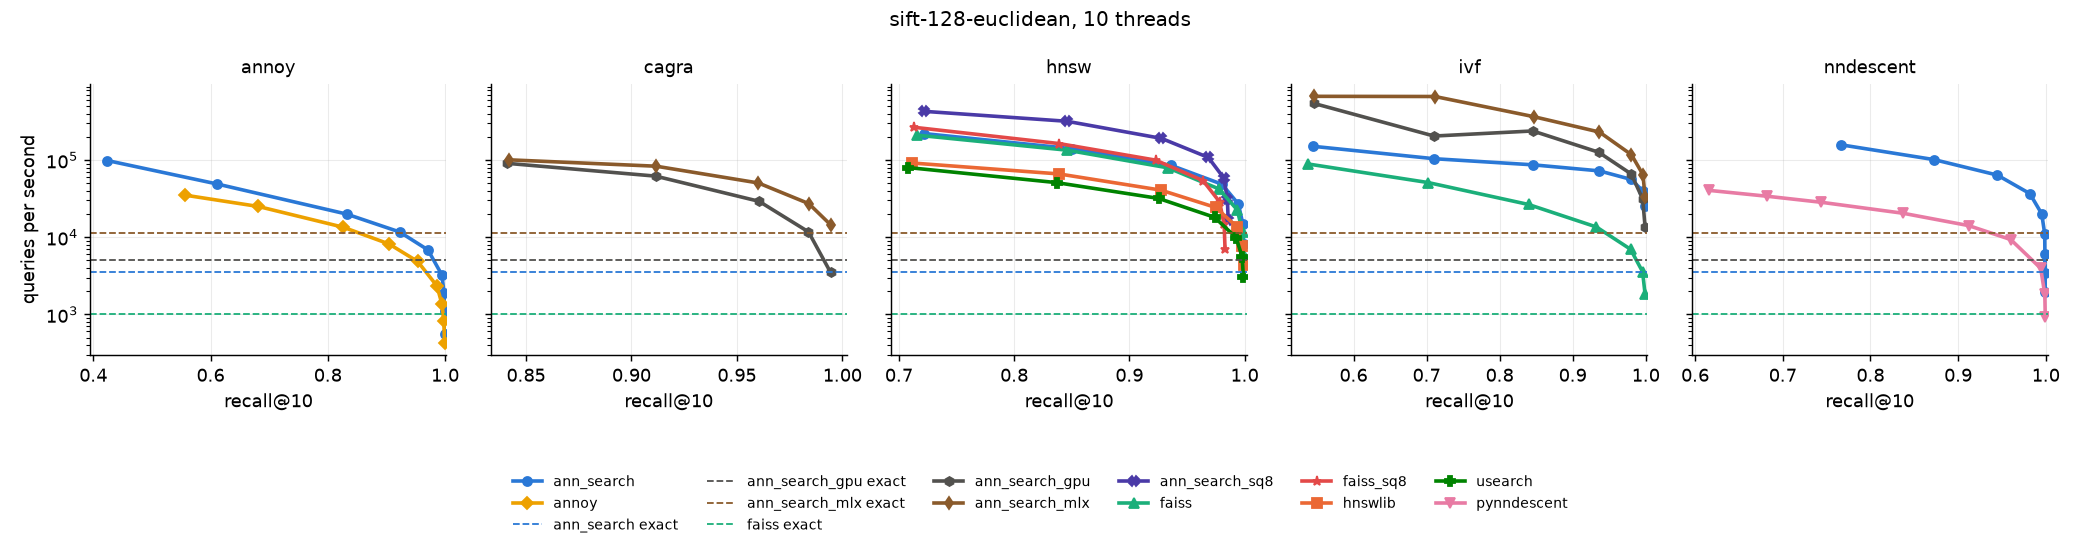 sift-128-euclidean, 10 threads
annoy
cagra
hnsw
ivf
nndescent
queries per second
10^5
10^4
10^3
0.4 0.6 0.8 1.0
0.85 0.90 0.95 1.00
0.7 0.8 0.9 1.0
0.6 0.7 0.8 0.9 1.0
0.6 0.7 0.8 0.9 1.0
recall@10
recall@10
recall@10
recall@10
recall@10
ann_search
annoy
ann_search exact
ann_search_gpu exact
ann_search_mlx exact
faiss exact
ann_search_gpu
ann_search_mlx
ann_search_sq8
faiss
faiss_sq8
hnswlib
usearch
pynndescent